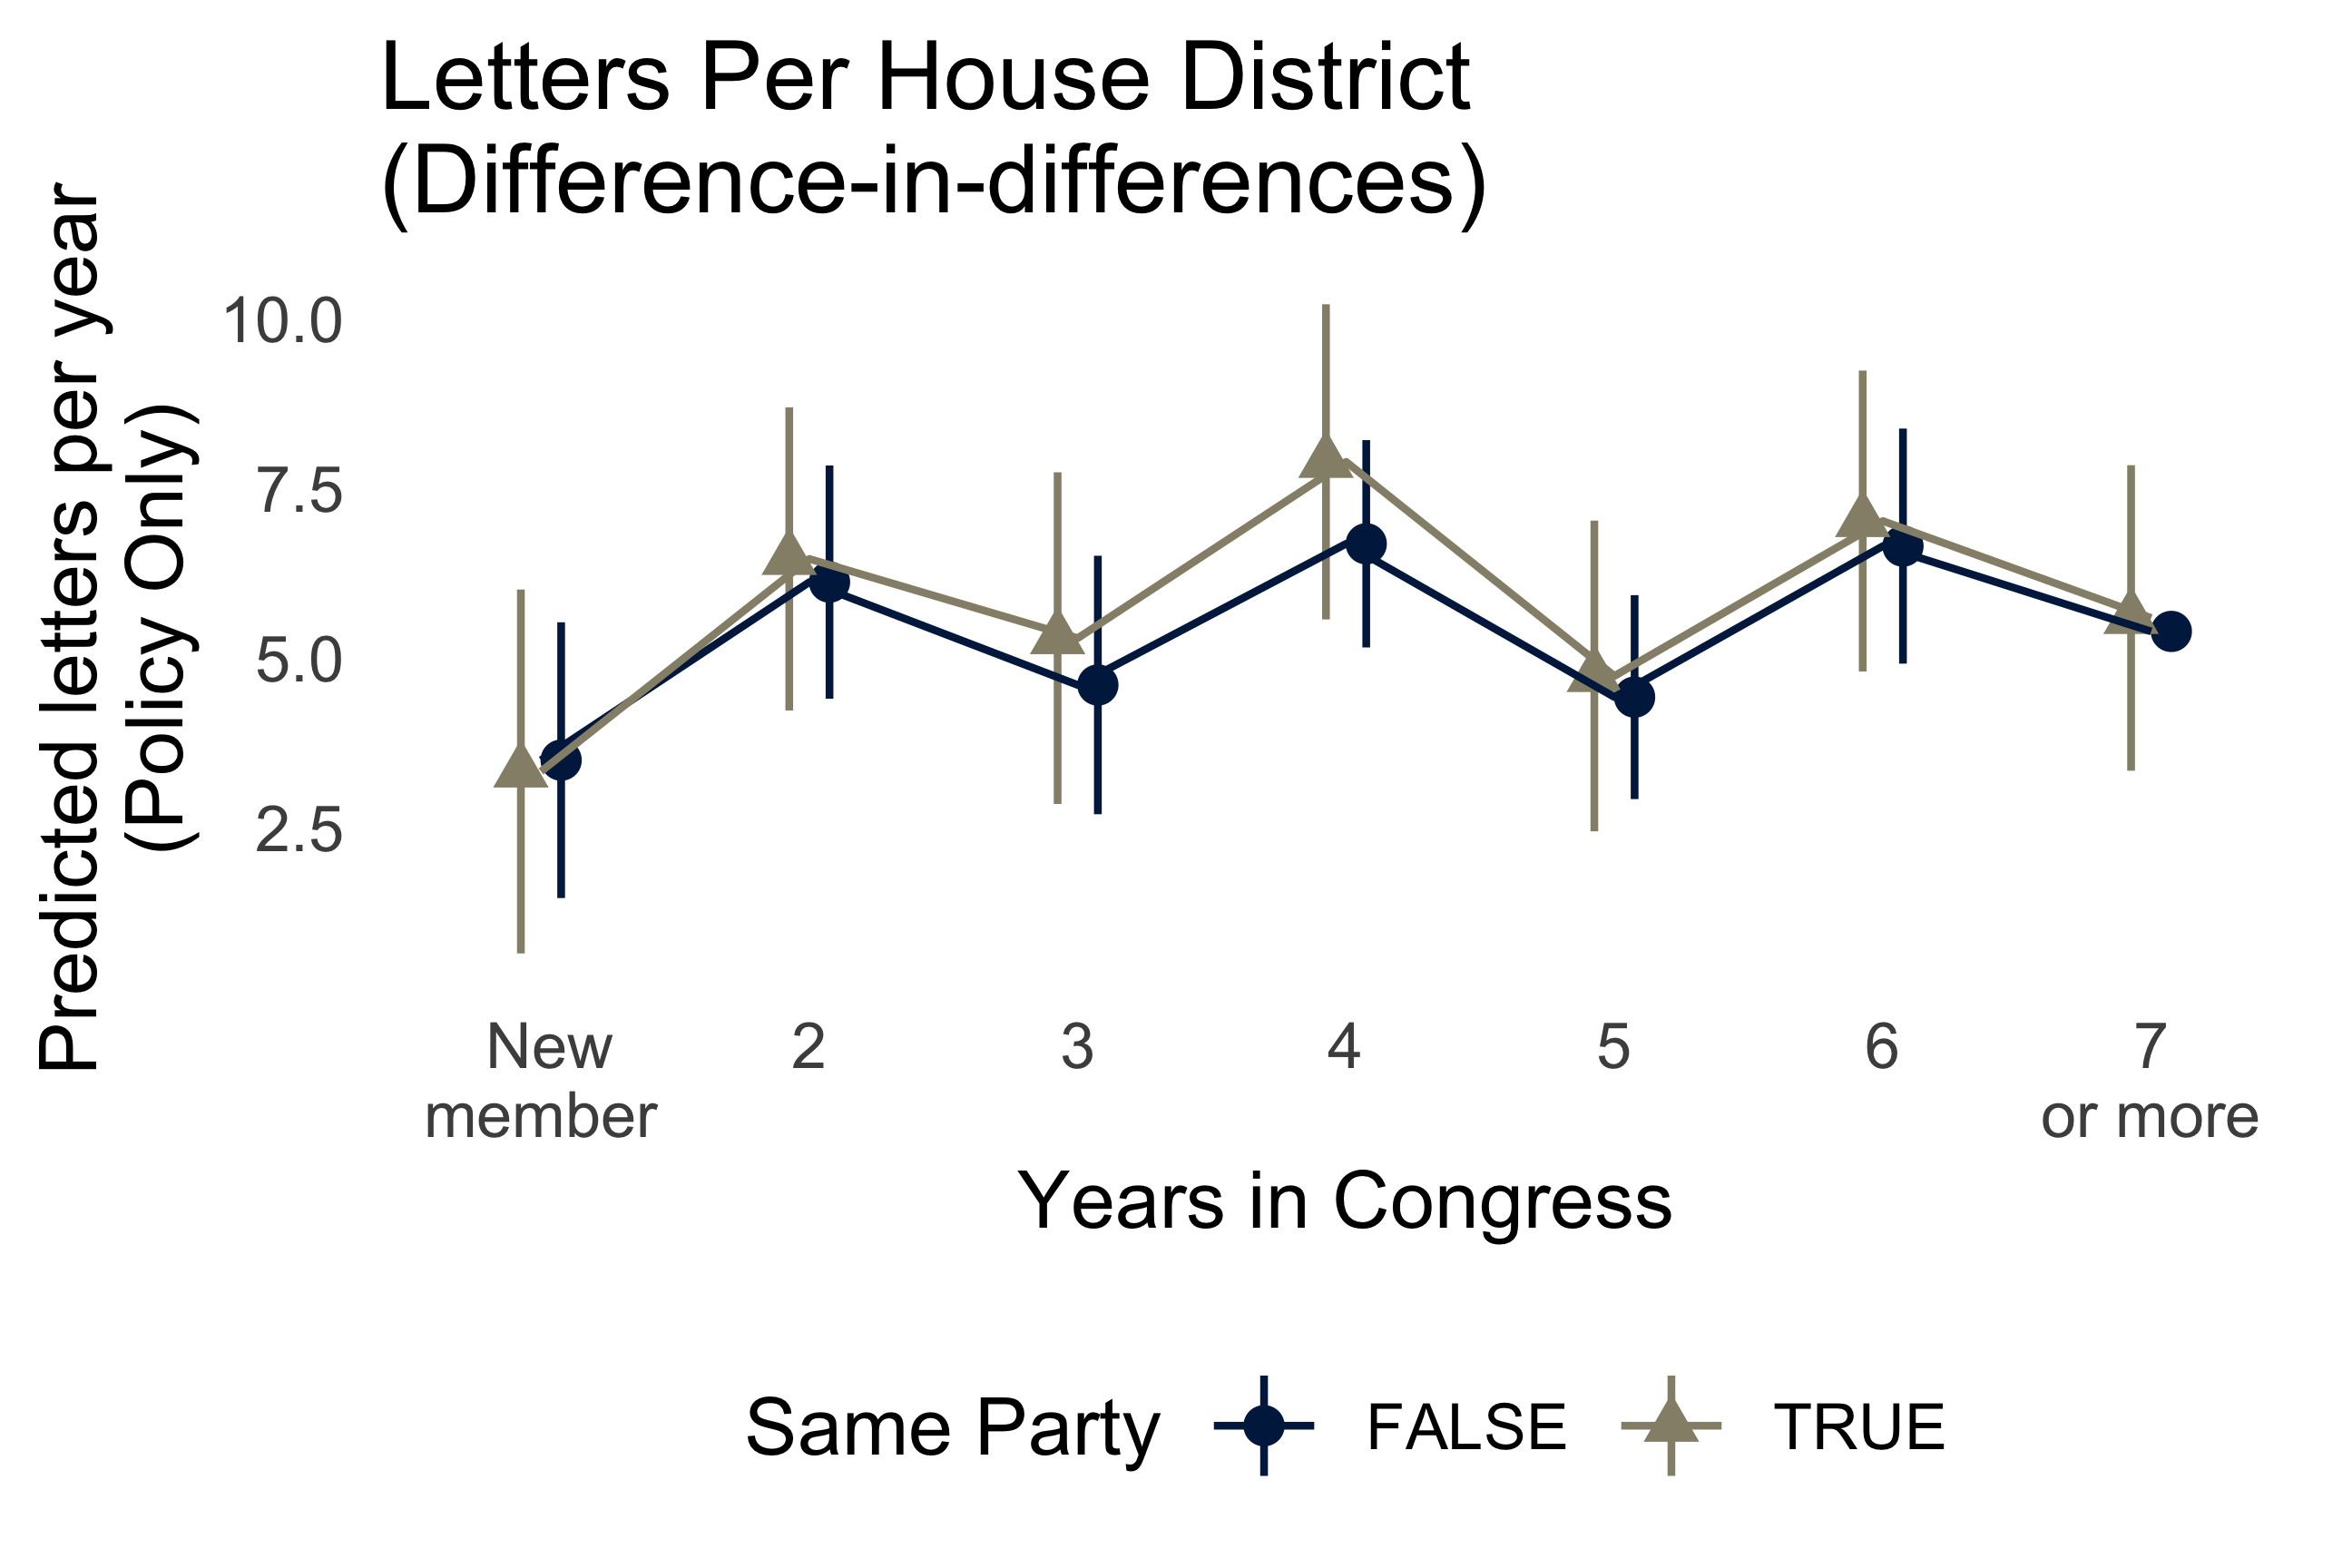 Letters Per House District
(Difference-in-differences)
Predicted letters per year
(Policy Only)
10.0
7.5
5.0
2.5
New
member
2
3
4
5
6
7
or more
Years in Congress
Same Party
FALSE
TRUE